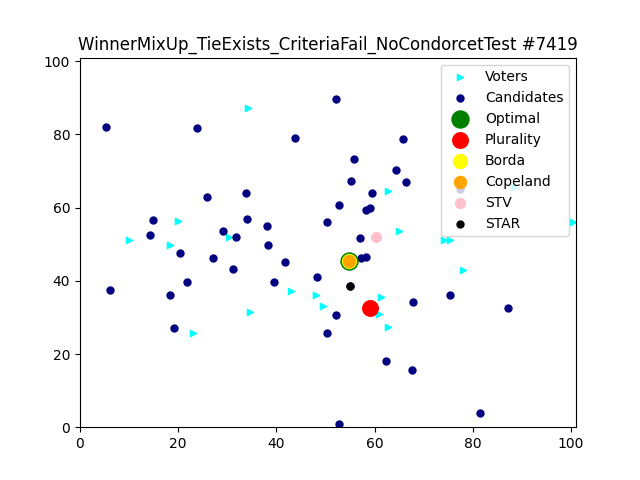 WinnerMixUp_TieExists_CriteriaFail_NoCondorcetTest #7419
100
80
60
40
20
0
0 20 40 60 80 100
Voters
Candidates
Optimal
Plurality
Borda
Copeland
STV
STAR